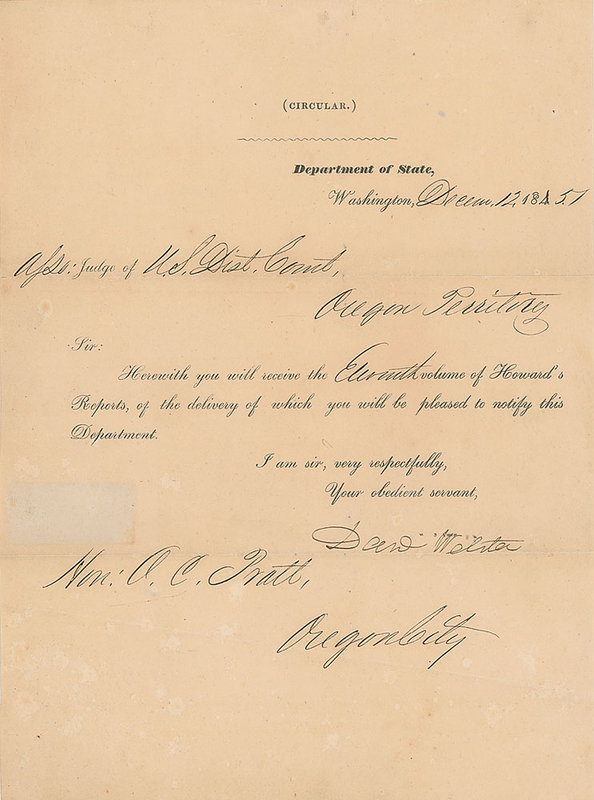 (CIRCULAR.)
Department of State,
Washington, Decem. 12, 1851
Asso: Judge of U.S. Dist. Court,
Oregon Territory
Sir:
Herewith you will receive the Eleventh volume of Howard's
Reports, of the delivery of which you will be pleased to notify this
Department.
I am sir, very respectfully,
Your obedient servant,
Danl Webster
Hon: O. C. Pratt,
Oregon City